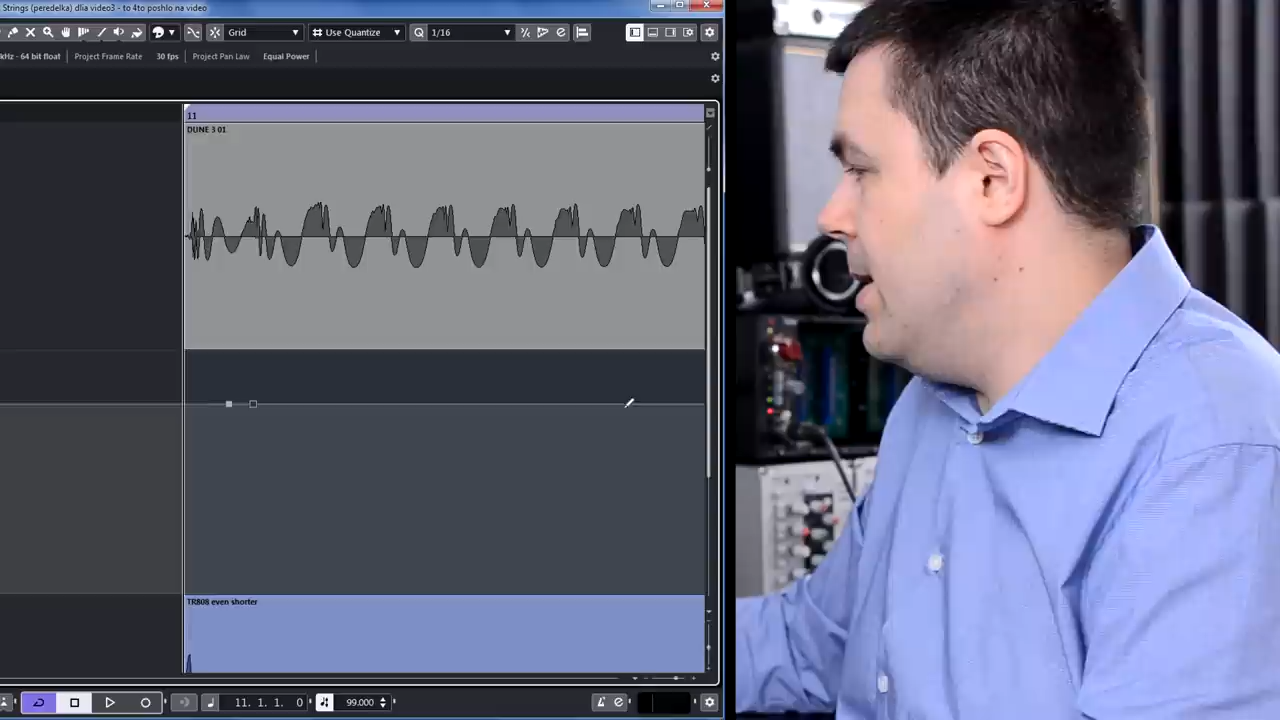 Strings (peredelka) dlia video3 - to 4to poshlo na video
Grid
Use Quantize
1/16
kHz - 64 bit float
Project Frame Rate
30 fps
Project Pan Law
Equal Power
11
DUNE 3 01
TR808 even shorter
11. 1. 1. 0
99.000